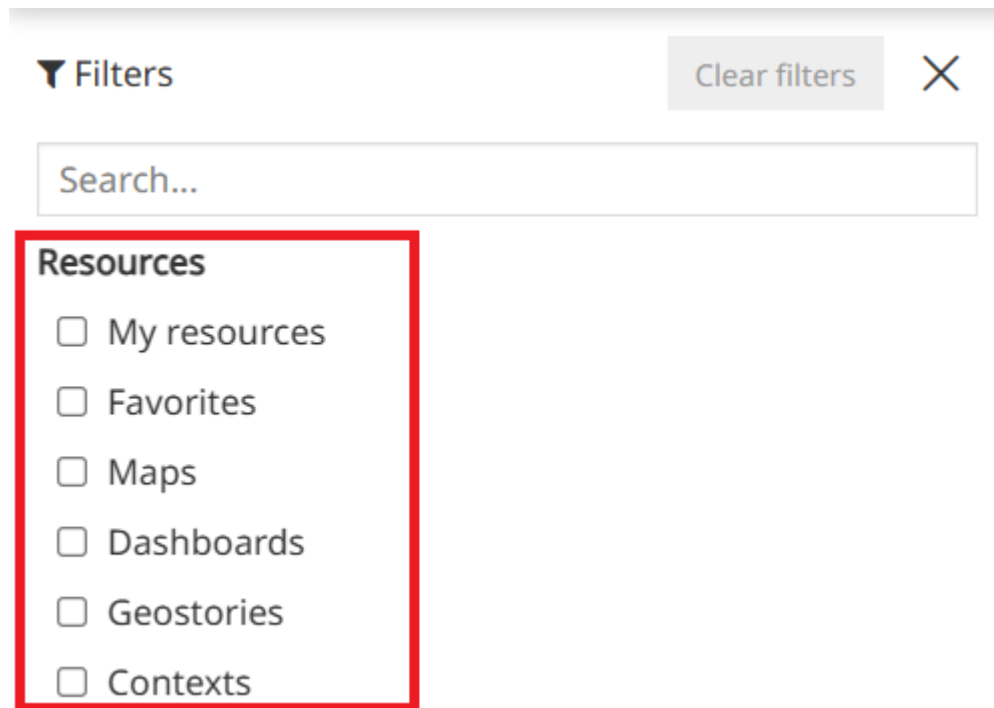 Filters
Clear filters
Search...
Resources
My resources
Favorites
Maps
Dashboards
Geostories
Contexts